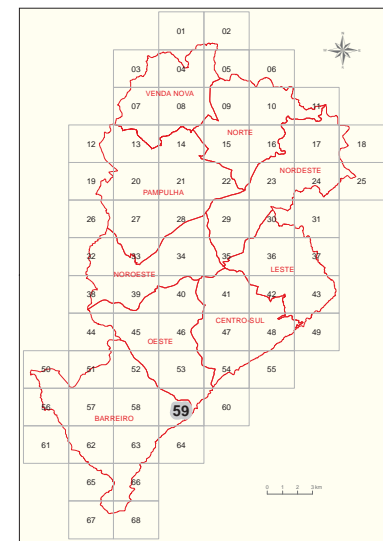 01 02
03 04 05 06
VENDA NOVA
07 08 09 10 11
NORTE
12 13 14 15 16 17 18
NORDESTE
19 20 21 22 23 24 25
PAMPULHA
26 27 28 29 30 31
32 33 34 35 36 37
LESTE
NOROESTE
38 39 40 41 42 43
CENTRO-SUL
44 45 46 47 48 49
OESTE
50 51 52 53 54 55
56 57 58 59 60
BARREIRO
61 62 63 64
65 66
0 1 2 3 km
67 68